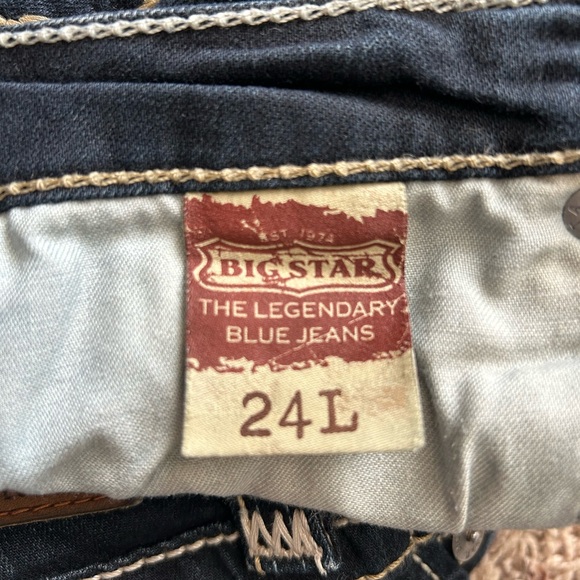 EST. 1974
BIG STAR
THE LEGENDARY
BLUE JEANS
24L